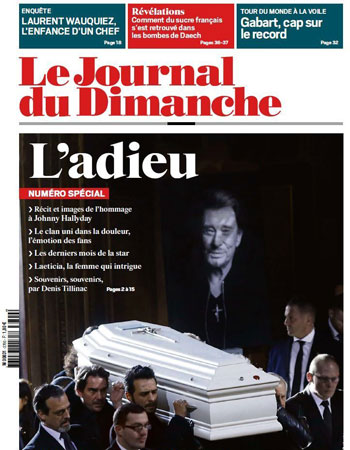 ENQUÊTE
LAURENT WAUQUIEZ,
L'ENFANCE D'UN CHEF
Page 18
Révélations
Comment du sucre français
s'est retrouvé dans
les bombes de Daech
Pages 36-37
TOUR DU MONDE À LA VOILE
Gabart, cap sur
le record
Page 32
Le Journal
du Dimanche
L'adieu
NUMÉRO SPÉCIAL
› Récit et images de l'hommage
à Johnny Hallyday
› Le clan uni dans la douleur,
l'émotion des fans
› Les derniers mois de la star
› Laeticia, la femme qui intrigue
› Souvenirs, souvenirs,
par Denis Tillinac
Pages 2 à 15